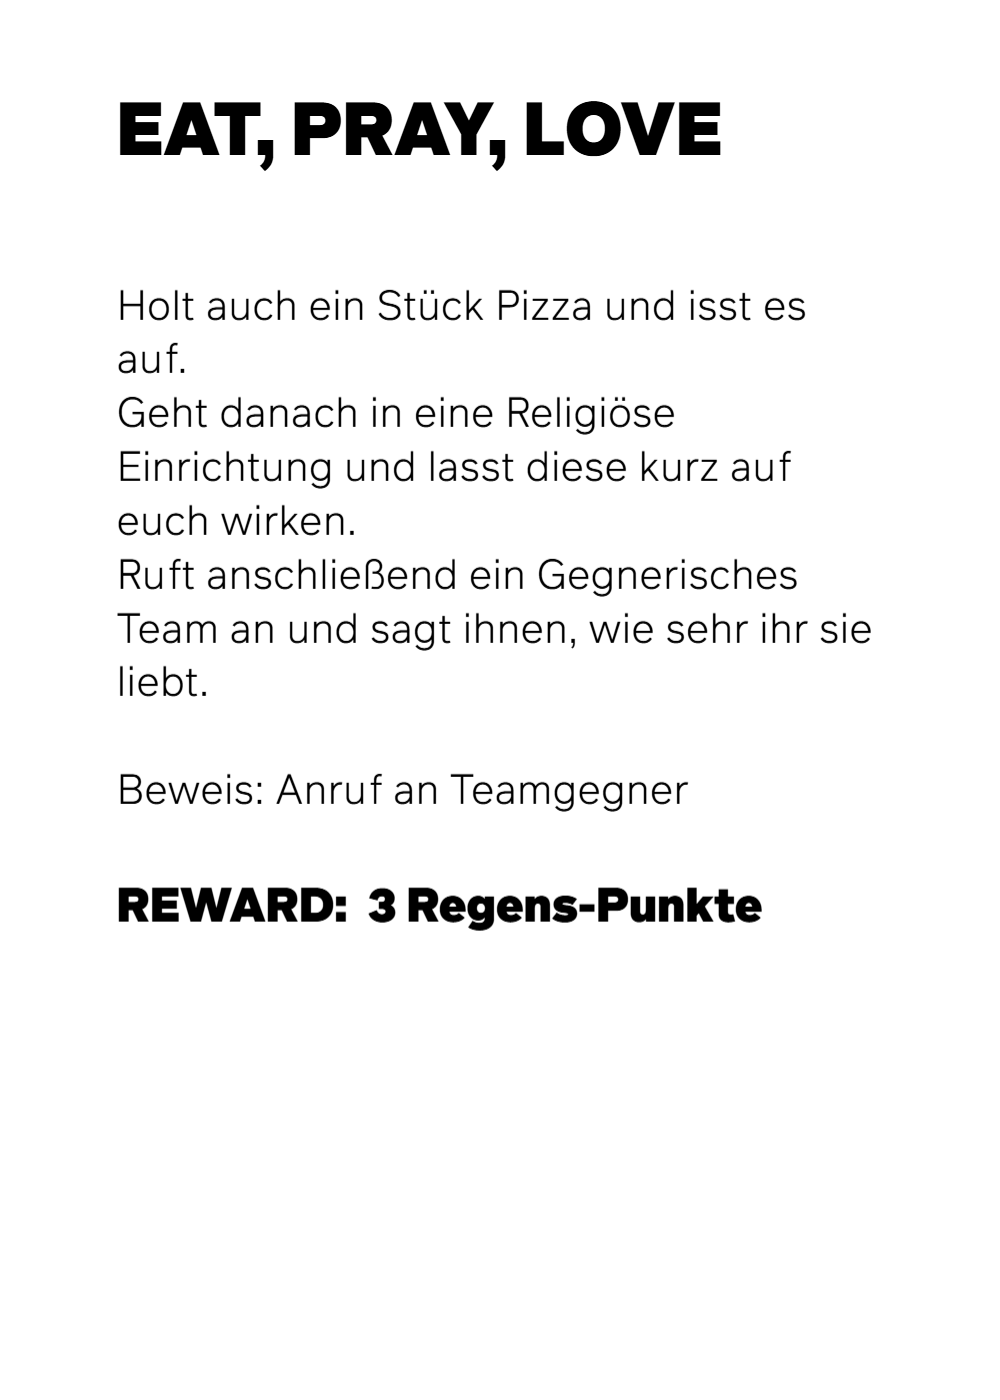 EAT, PRAY, LOVE
Holt auch ein Stück Pizza und isst es
auf.
Geht danach in eine Religiöse
Einrichtung und lasst diese kurz auf
euch wirken.
Ruft anschließend ein Gegnerisches
Team an und sagt ihnen, wie sehr ihr sie
liebt.
Beweis: Anruf an Teamgegner
REWARD: 3 Regens-Punkte